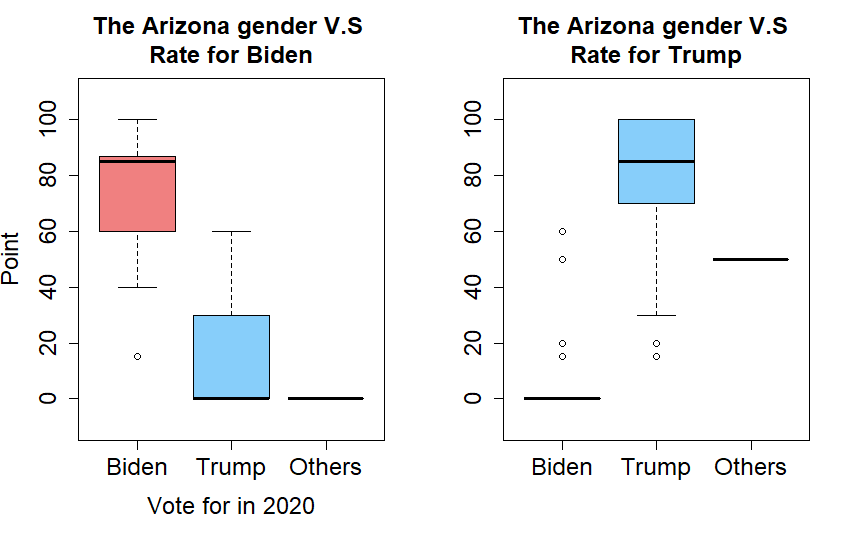 The Arizona gender V.S
Rate for Biden
Point
100
80
60
40
20
0
Biden Trump Others
Vote for in 2020
The Arizona gender V.S
Rate for Trump
100
80
60
40
20
0
Biden Trump Others